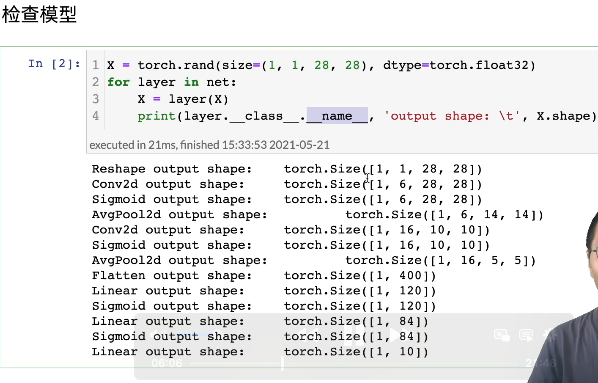 检查模型
In [2]:
1 X = torch.rand(size=(1, 1, 28, 28), dtype=torch.float32)
2 for layer in net:
3     X = layer(X)
4     print(layer.__class__.__name__, 'output shape: \t', X.shape)
executed in 21ms, finished 15:33:53 2021-05-21
Reshape output shape: torch.Size([1, 1, 28, 28])
Conv2d output shape: torch.Size([1, 6, 28, 28])
Sigmoid output shape: torch.Size([1, 6, 28, 28])
AvgPool2d output shape: torch.Size([1, 6, 14, 14])
Conv2d output shape: torch.Size([1, 16, 10, 10])
Sigmoid output shape: torch.Size([1, 16, 10, 10])
AvgPool2d output shape: torch.Size([1, 16, 5, 5])
Flatten output shape: torch.Size([1, 400])
Linear output shape: torch.Size([1, 120])
Sigmoid output shape: torch.Size([1, 120])
Linear output shape: torch.Size([1, 84])
Sigmoid output shape: torch.Size([1, 84])
Linear output shape: torch.Size([1, 10])